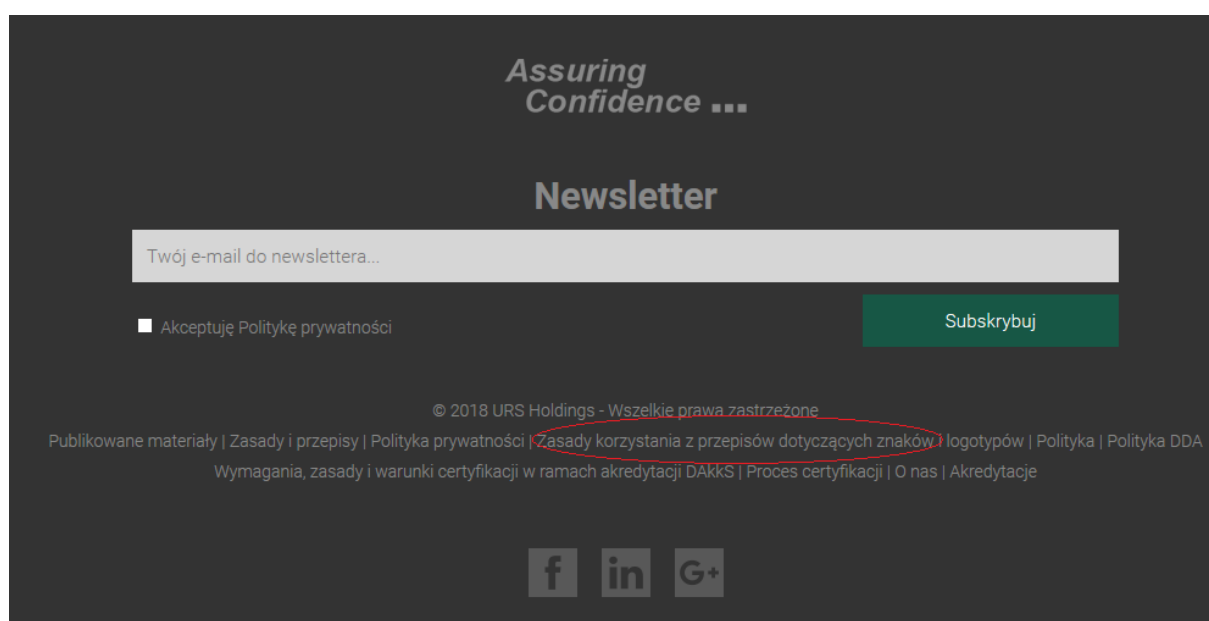 Assuring
Confidence ...
Newsletter
Twój e-mail do newslettera...
Akceptuję Politykę prywatności
Subskrybuj
© 2018 URS Holdings - Wszelkie prawa zastrzeżone
Publikowane materiały | Zasady i przepisy | Polityka prywatności | Zasady korzystania z przepisów dotyczących znaków i logotypów | Polityka | Polityka DDA
Wymagania, zasady i warunki certyfikacji w ramach akredytacji DAkkS | Proces certyfikacji | O nas | Akredytacje
f in G+